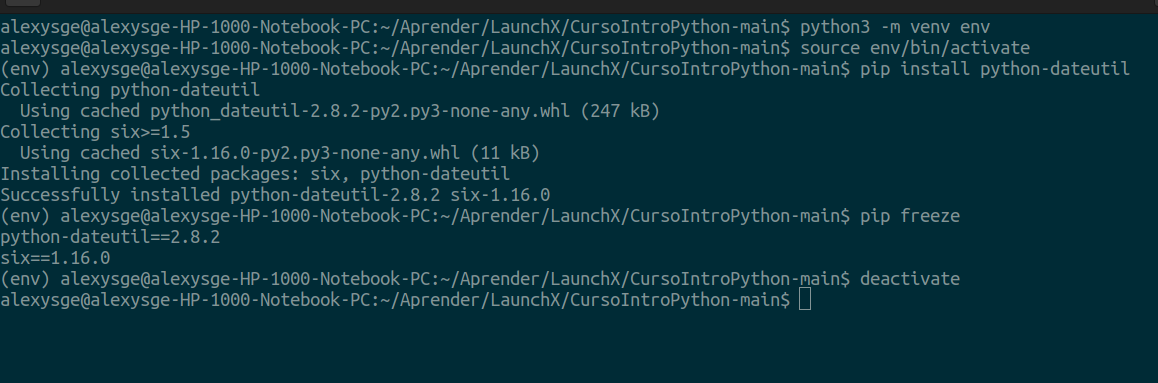 alexysge@alexysge-HP-1000-Notebook-PC:~/Aprender/LaunchX/CursoIntroPython-main$ python3 -m venv env
alexysge@alexysge-HP-1000-Notebook-PC:~/Aprender/LaunchX/CursoIntroPython-main$ source env/bin/activate
(env) alexysge@alexysge-HP-1000-Notebook-PC:~/Aprender/LaunchX/CursoIntroPython-main$ pip install python-dateutil
Collecting python-dateutil
  Using cached python_dateutil-2.8.2-py2.py3-none-any.whl (247 kB)
Collecting six>=1.5
  Using cached six-1.16.0-py2.py3-none-any.whl (11 kB)
Installing collected packages: six, python-dateutil
Successfully installed python-dateutil-2.8.2 six-1.16.0
(env) alexysge@alexysge-HP-1000-Notebook-PC:~/Aprender/LaunchX/CursoIntroPython-main$ pip freeze
python-dateutil==2.8.2
six==1.16.0
(env) alexysge@alexysge-HP-1000-Notebook-PC:~/Aprender/LaunchX/CursoIntroPython-main$ deactivate
alexysge@alexysge-HP-1000-Notebook-PC:~/Aprender/LaunchX/CursoIntroPython-main$